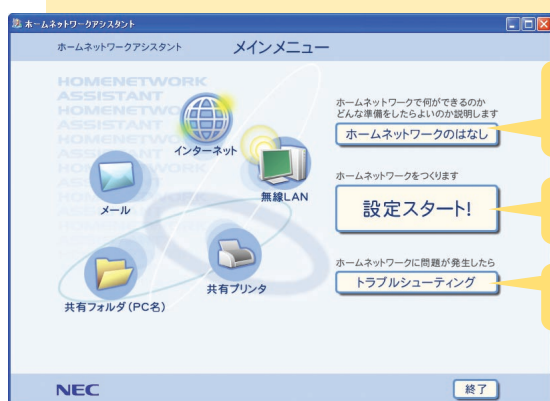 ホームネットワークアシスタント
ホームネットワークアシスタント
メインメニュー
HOMENETWORK
ASSISTANT
HOMENETWO
ASSISTANT
HOMENETW
インターネット
無線LAN
メール
共有プリンタ
共有フォルダ(PC名)
ホームネットワークで何ができるのか
どんな準備をしたらよいのか説明します
ホームネットワークのはなし
ホームネットワークをつくります
設定スタート!
ホームネットワークに問題が発生したら
トラブルシューティング
NEC
終了